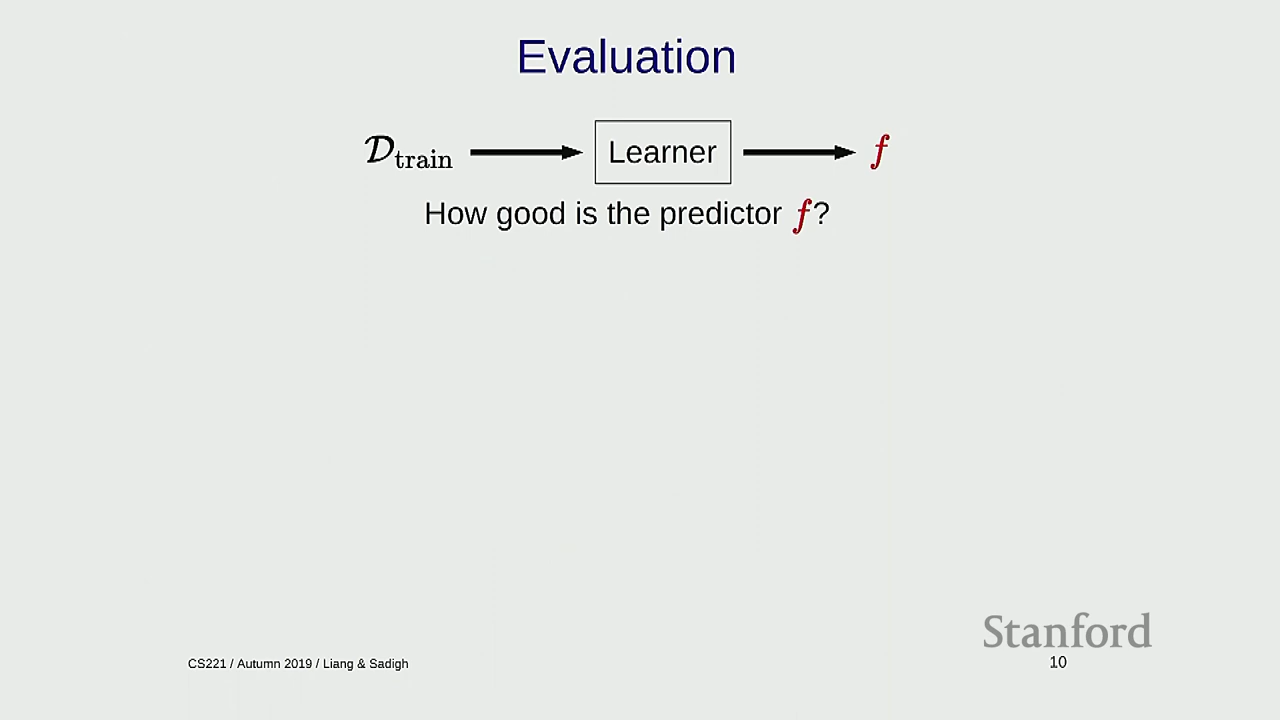 Evaluation
𝒟train Learner f
How good is the predictor f?
Stanford
CS221 / Autumn 2019 / Liang & Sadigh
10